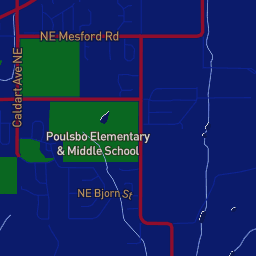 NE Mesford Rd
Caldart Ave NE
Poulsbo Elementary
& Middle School
NE Bjorn St